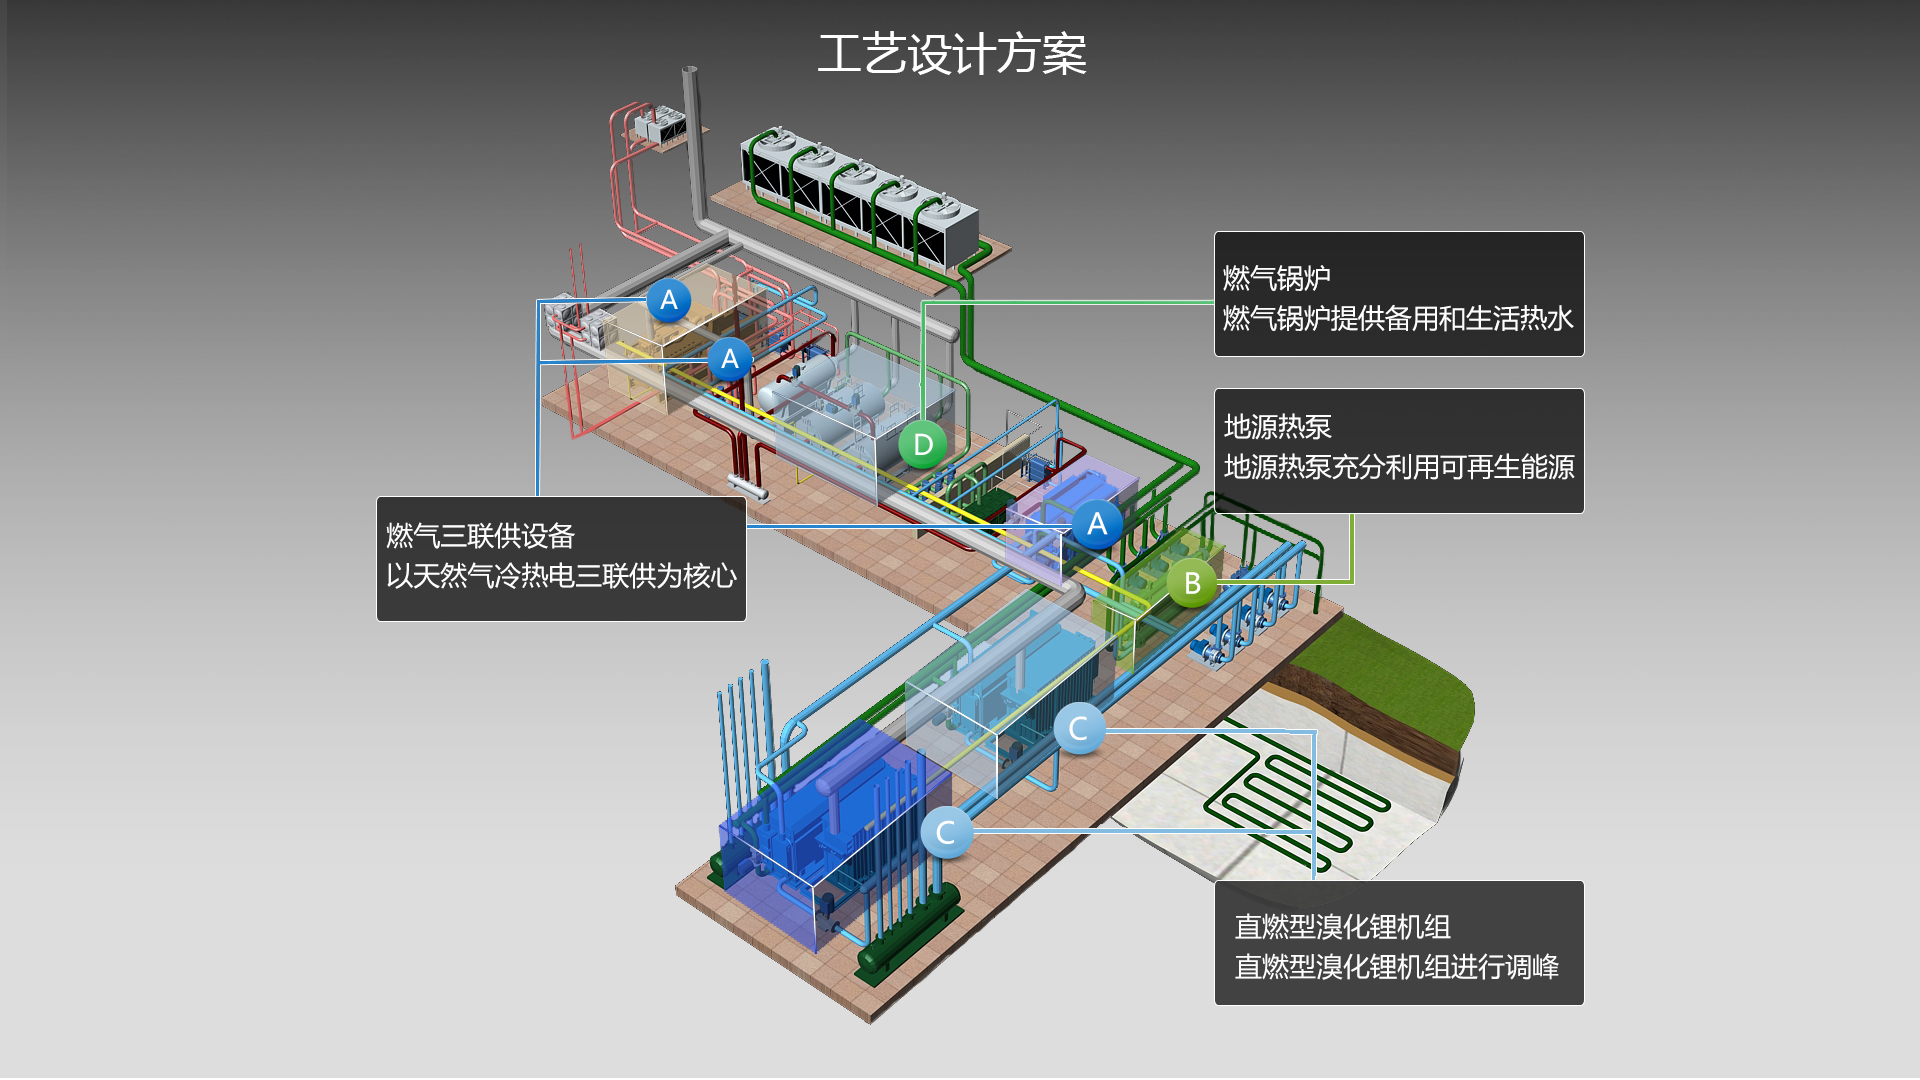 工艺设计方案
A
A
燃气锅炉
燃气锅炉提供备用和生活热水
D
地源热泵
地源热泵充分利用可再生能源
A
燃气三联供设备
以天然气冷热电三联供为核心
B
C
C
直燃型溴化锂机组
直燃型溴化锂机组进行调峰